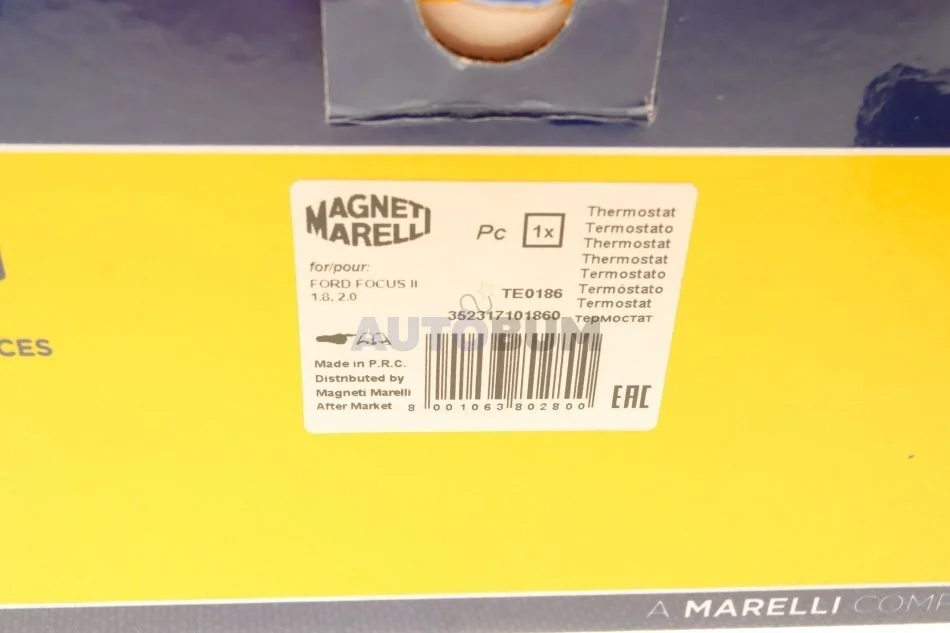 MAGNETI
MARELLI
Pc 1x
Thermostat
Termostato
Thermostat
Thermostat
Termostato
Termóstato
Termostat
термостат
for/pour:
FORD FOCUS II
1.8, 2.0
TE0186
352317101860
AUTOBUM
Made in P.R.C.
Distributed by
Magneti Marelli
After Market
8 001063 802800
EAC
CES
A MARELLI COMP